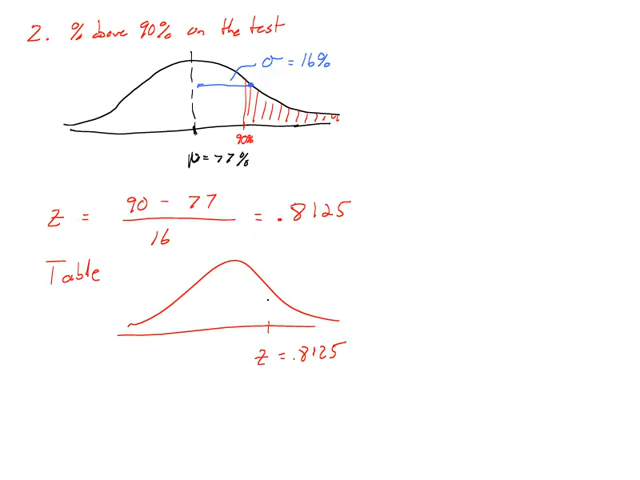 2. % above 90% on the test
σ = 16%
90%
μ = 77%
z = 90 - 77 / 16 = .8125
Table
z = .8125